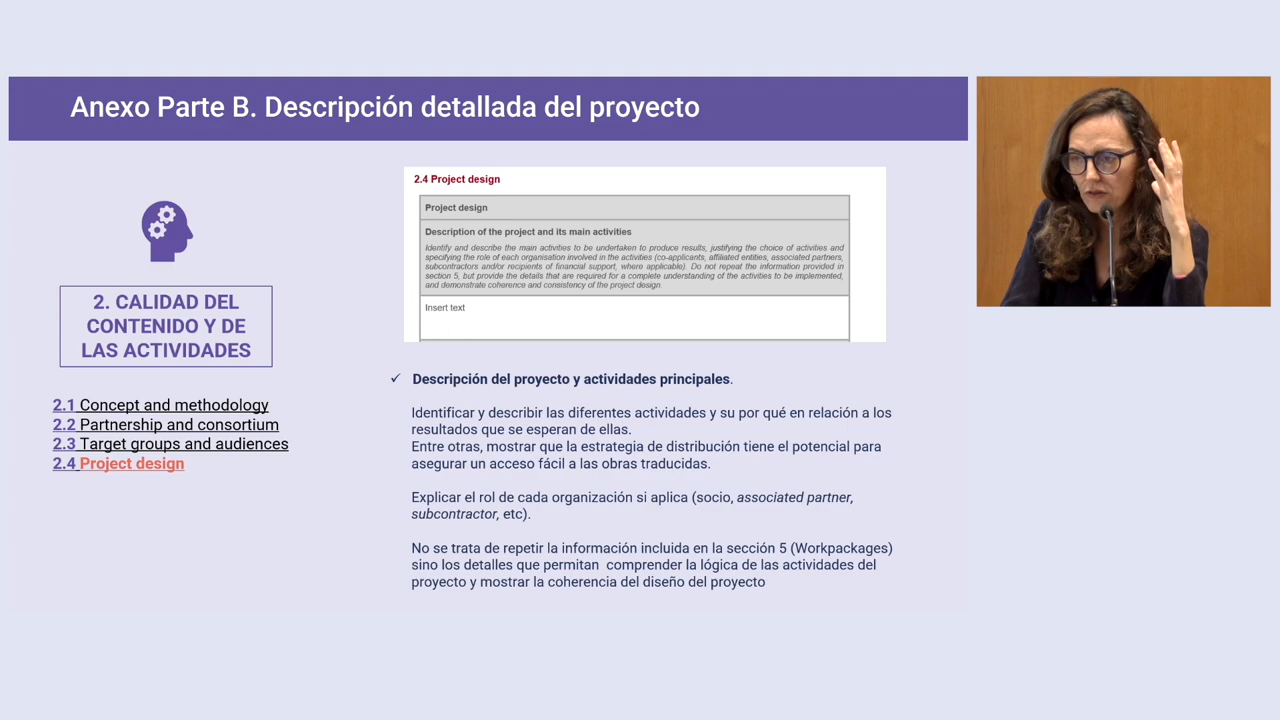 Anexo Parte B. Descripción detallada del proyecto
2. CALIDAD DEL
CONTENIDO Y DE
LAS ACTIVIDADES
2.1 Concept and methodology
2.2 Partnership and consortium
2.3 Target groups and audiences
2.4 Project design
2.4 Project design
Project design
Description of the project and its main activities
Identify and describe the main activities to be undertaken to produce results, justifying the choice of activities and
specifying the role of each organisation involved in the activities (co-applicants, affiliated entities, associated partners,
subcontractors and/or recipients of financial support, where applicable). Do not repeat the information provided in
section 5, but provide the details that are required for a complete understanding of the activities to be implemented,
and demonstrate coherence and consistency of the project design.
Insert text
✓ Descripción del proyecto y actividades principales.
Identificar y describir las diferentes actividades y su por qué en relación a los
resultados que se esperan de ellas.
Entre otras, mostrar que la estrategia de distribución tiene el potencial para
asegurar un acceso fácil a las obras traducidas.
Explicar el rol de cada organización si aplica (socio, associated partner,
subcontractor, etc).
No se trata de repetir la información incluida en la sección 5 (Workpackages)
sino los detalles que permitan comprender la lógica de las actividades del
proyecto y mostrar la coherencia del diseño del proyecto